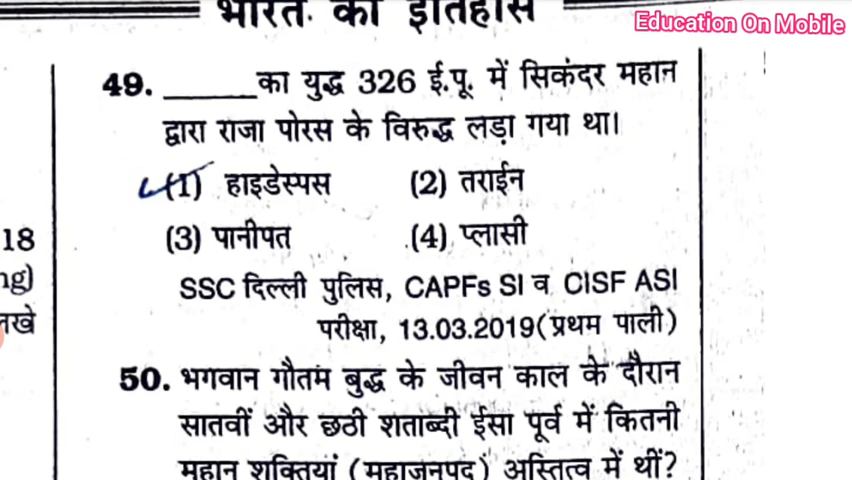 भारत का इतिहास
Education On Mobile
49. ______का युद्ध 326 ई.पू. में सिकंदर महान
द्वारा राजा पोरस के विरुद्ध लड़ा गया था।
(1) हाइडेस्पस (2) तराईन
18
(3) पानीपत (4) प्लासी
ng)
SSC दिल्ली पुलिस, CAPFs SI व CISF ASI
परीक्षा, 13.03.2019(प्रथम पाली)
50. भगवान गौतम बुद्ध के जीवन काल के दौरान
सातवीं और छठी शताब्दी ईसा पूर्व में कितनी
महान शक्तियां (महाजनपद) अस्तित्व में थीं?